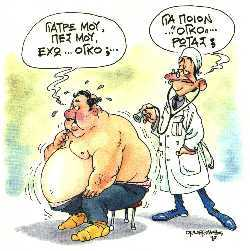 ΓΙΑΤΡΕ ΜΟΥ,
ΠΕΣ ΜΟΥ,
ΕΧΩ... ΟΓΚΟ;...
ΓΙΑ ΠΟΙΟΝ
...ΟΓΚΟ...
ΡΩΤΑΣ;